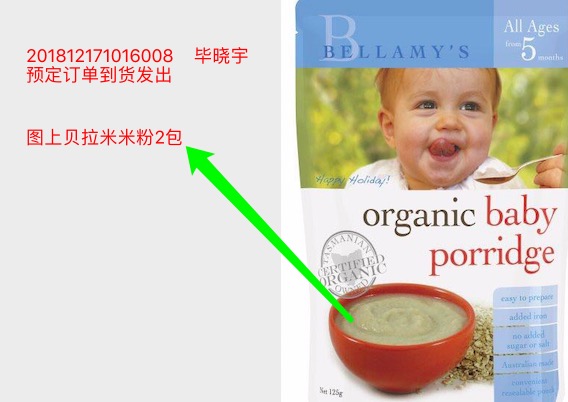 201812171016008 毕晓宇
预定订单到货发出
图上贝拉米米粉2包
BELLAMY'S
All Ages
from 5 months
Happy Holiday!
organic baby
porridge
TASMANIAN
CERTIFIED
ORGANIC
OWNED
easy to prepare
added iron
no added
sugar or salt
Australian made
convenient
resealable pouch
Net 125g